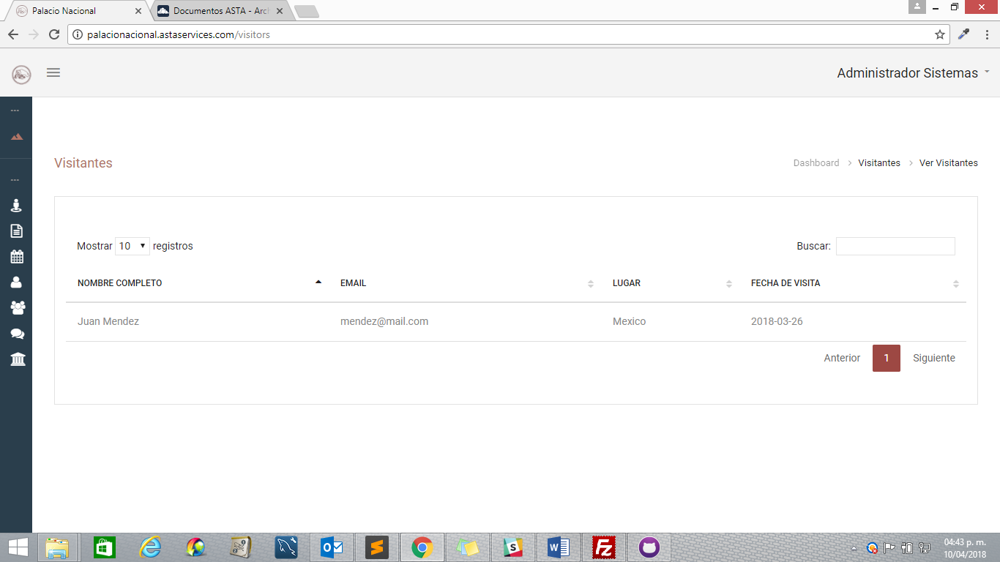 Palacio Nacional
Documentos ASTA - Arch
palacionacional.astaservices.com/visitors
Administrador Sistemas
---
Visitantes
Dashboard > Visitantes > Ver Visitantes
---
Mostrar 10 registros
Buscar:
NOMBRE COMPLETO EMAIL LUGAR FECHA DE VISITA
Juan Mendez mendez@mail.com Mexico 2018-03-26
Anterior 1 Siguiente
04:43 p. m.
10/04/2018